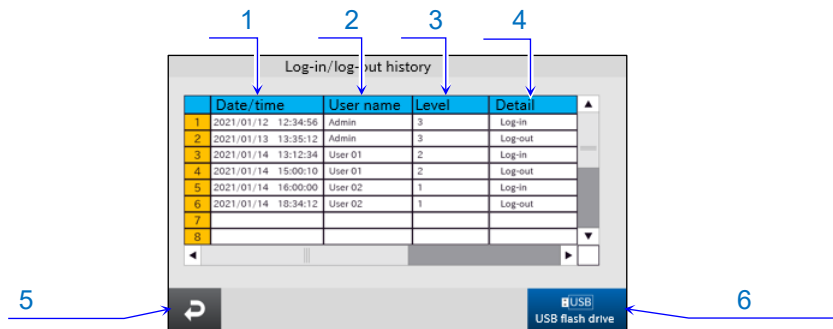 1 2 3 4
Log-in/log-out history
Date/time User name Level Detail
1 2021/01/12 12:34:56 Admin 3 Log-in
2 2021/01/13 13:35:12 Admin 3 Log-out
3 2021/01/14 13:12:34 User 01 2 Log-in
4 2021/01/14 15:00:10 User 01 2 Log-out
5 2021/01/14 16:00:00 User 02 1 Log-in
6 2021/01/14 18:34:12 User 02 1 Log-out
7
8
5 6
USB
USB flash drive